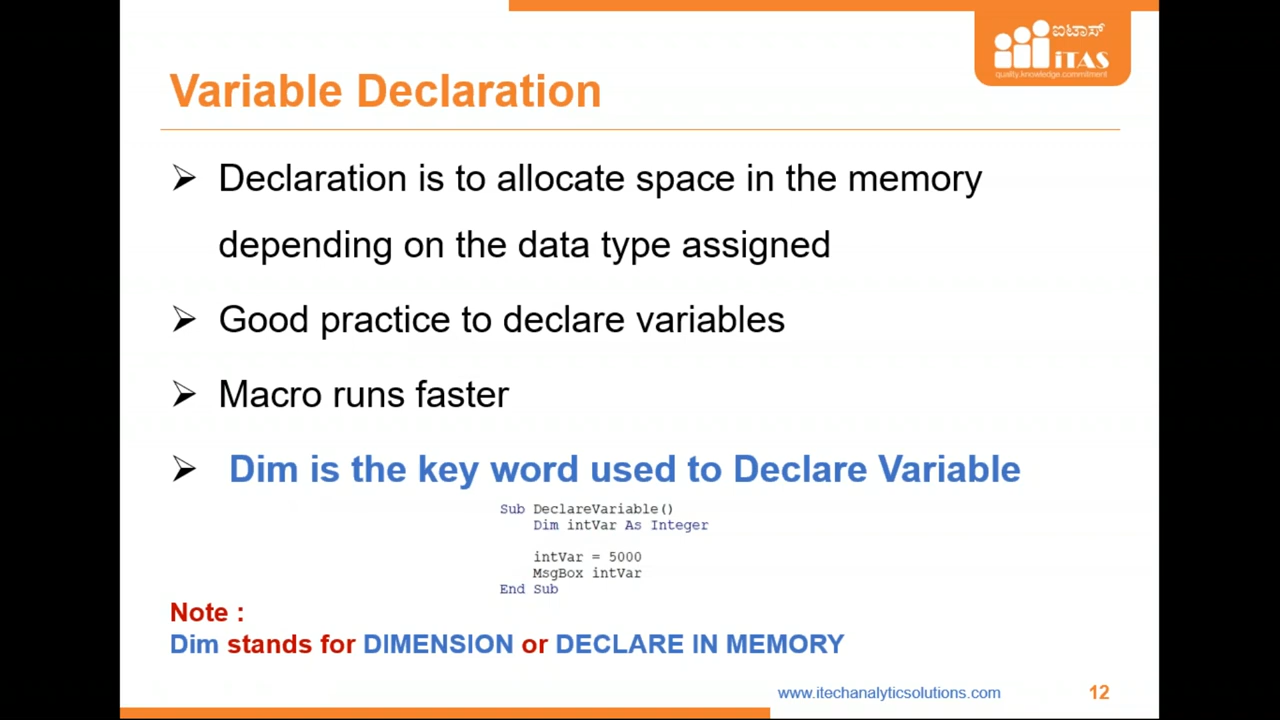 ಐಟಾಸ್
iTAS
quality.knowledge.commitment
Variable Declaration
➤ Declaration is to allocate space in the memory
depending on the data type assigned
➤ Good practice to declare variables
➤ Macro runs faster
➤ Dim is the key word used to Declare Variable
Sub DeclareVariable()
Dim intVar As Integer
intVar = 5000
MsgBox intVar
End Sub
Note :
Dim stands for DIMENSION or DECLARE IN MEMORY
www.itechanalyticsolutions.com
12